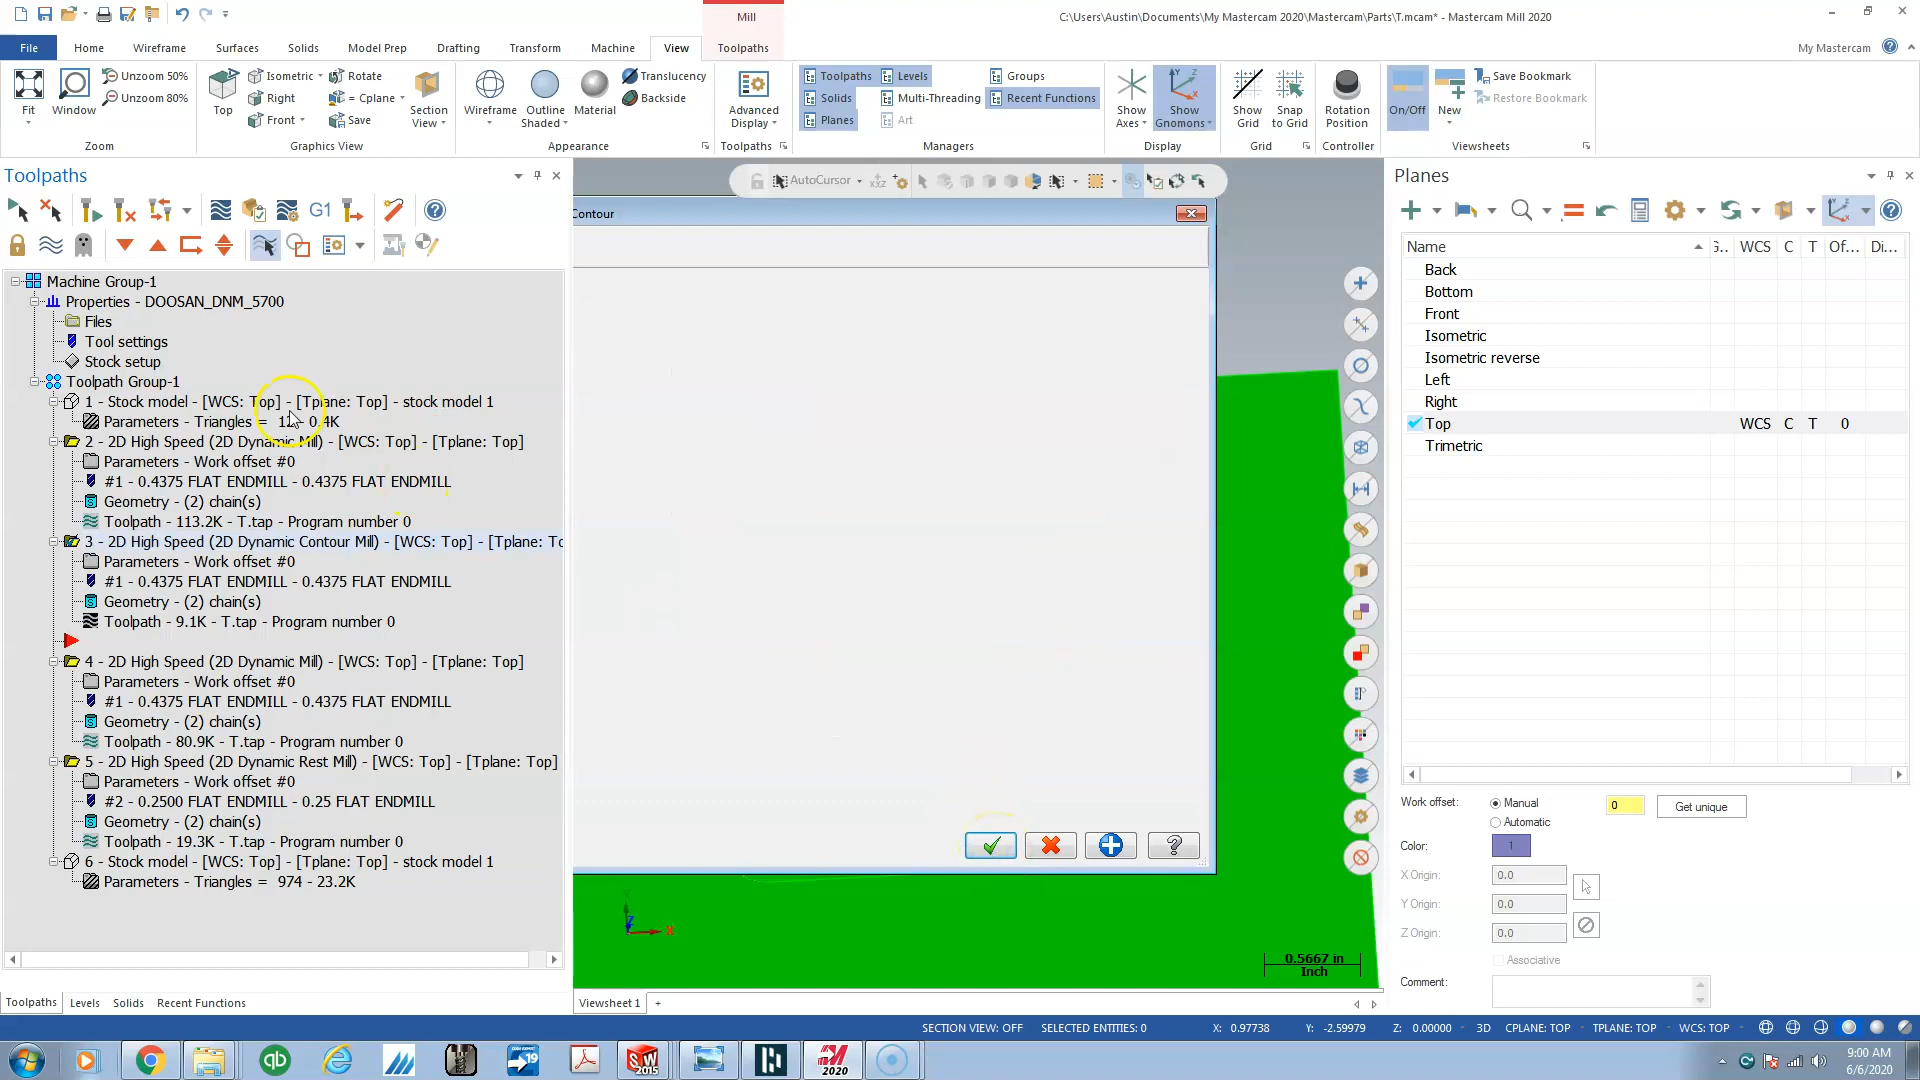 Mill
C:\Users\Austin\Documents\My Mastercam 2020\Mastercam\Parts\T.mcam* - Mastercam Mill 2020
File Home Wireframe Surfaces Solids Model Prep Drafting Transform Machine View Toolpaths My Mastercam
Fit Window Unzoom 50% Unzoom 80%
Top Isometric Right Front Rotate = Cplane Save Section View
Wireframe Outline Shaded Material Translucency Backside
Advanced Display
Toolpaths Levels Groups
Solids Multi-Threading Recent Functions
Planes Art
Show Axes Show Gnomons Show Grid Snap to Grid Rotation Position On/Off New Save Bookmark Restore Bookmark
Zoom Graphics View Appearance Toolpaths Managers Display Grid Controller Viewsheets
Toolpaths
AutoCursor
Planes
G1
Contour
Machine Group-1
Properties - DOOSAN_DNM_5700
Files
Tool settings
Stock setup
Toolpath Group-1
1 - Stock model - [WCS: Top] - [Tplane: Top] - stock model 1
Parameters - Triangles = 12 - 0.4K
2 - 2D High Speed (2D Dynamic Mill) - [WCS: Top] - [Tplane: Top]
Parameters - Work offset #0
#1 - 0.4375 FLAT ENDMILL - 0.4375 FLAT ENDMILL
Geometry - (2) chain(s)
Toolpath - 113.2K - T.tap - Program number 0
3 - 2D High Speed (2D Dynamic Contour Mill) - [WCS: Top] - [Tplane: To
Parameters - Work offset #0
#1 - 0.4375 FLAT ENDMILL - 0.4375 FLAT ENDMILL
Geometry - (2) chain(s)
Toolpath - 9.1K - T.tap - Program number 0
4 - 2D High Speed (2D Dynamic Mill) - [WCS: Top] - [Tplane: Top]
Parameters - Work offset #0
#1 - 0.4375 FLAT ENDMILL - 0.4375 FLAT ENDMILL
Geometry - (2) chain(s)
Toolpath - 80.9K - T.tap - Program number 0
5 - 2D High Speed (2D Dynamic Rest Mill) - [WCS: Top] - [Tplane: Top]
Parameters - Work offset #0
#2 - 0.2500 FLAT ENDMILL - 0.25 FLAT ENDMILL
Geometry - (2) chain(s)
Toolpath - 19.3K - T.tap - Program number 0
6 - Stock model - [WCS: Top] - [Tplane: Top] - stock model 1
Parameters - Triangles = 974 - 23.2K
Z X
0.5667 in
Inch
Name G.. WCS C T Of... Di...
Back
Bottom
Front
Isometric
Isometric reverse
Left
Right
Top WCS C T 0
Trimetric
Work offset: Manual 0 Get unique
Automatic
Color: 1
X Origin: 0.0
Y Origin: 0.0
Z Origin: 0.0
Associative
Comment:
Toolpaths Levels Solids Recent Functions
Viewsheet 1 +
SECTION VIEW: OFF SELECTED ENTITIES: 0 X: 0.97738 Y: -2.59979 Z: 0.00000 3D CPLANE: TOP TPLANE: TOP WCS: TOP
qb
19
SW 2015
2020
9:00 AM
6/6/2020